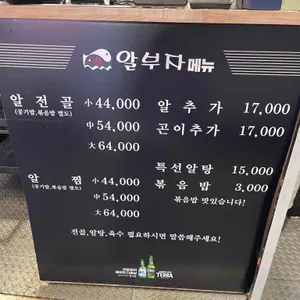 알부자 메뉴
알전골 小 44,000
(공기밥,볶음밥 별도)
中 54,000
大 64,000
알찜 小 44,000
(공기밥,볶음밥 별도)
中 54,000
大 64,000
알추가 17,000
곤이추가 17,000
특선알탕 15,000
볶음밥 3,000
볶음밥 맛있습니다!
전골,알탕,육수 필요하시면 말씀해주세요!
TERRA